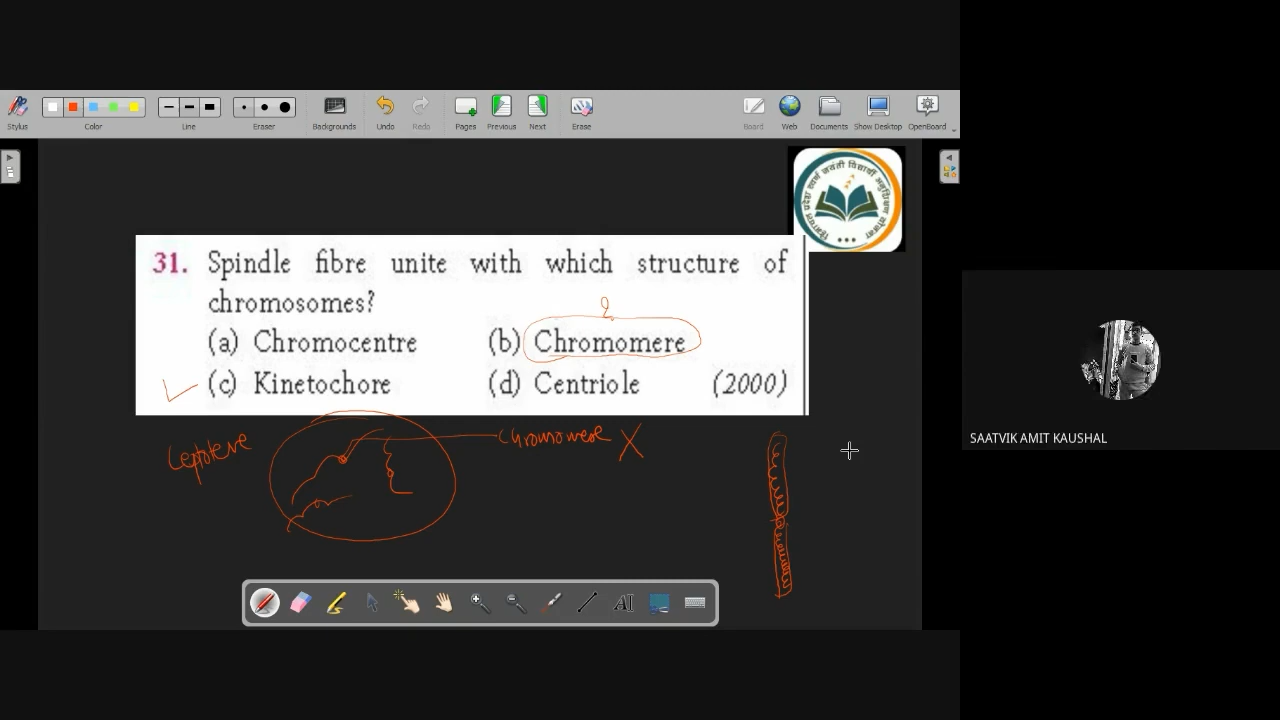 Stylus
Color
Line
Eraser
Backgrounds
Undo
Redo
Pages
Previous
Next
Erase
Board
Web
Documents
Show Desktop
OpenBoard
31. Spindle fibre unite with which structure of
chromosomes?
(a) Chromocentre (b) Chromomere
(c) Kinetochore (d) Centriole (2000)
Leptotene
Chromomere X
SAATVIK AMIT KAUSHAL